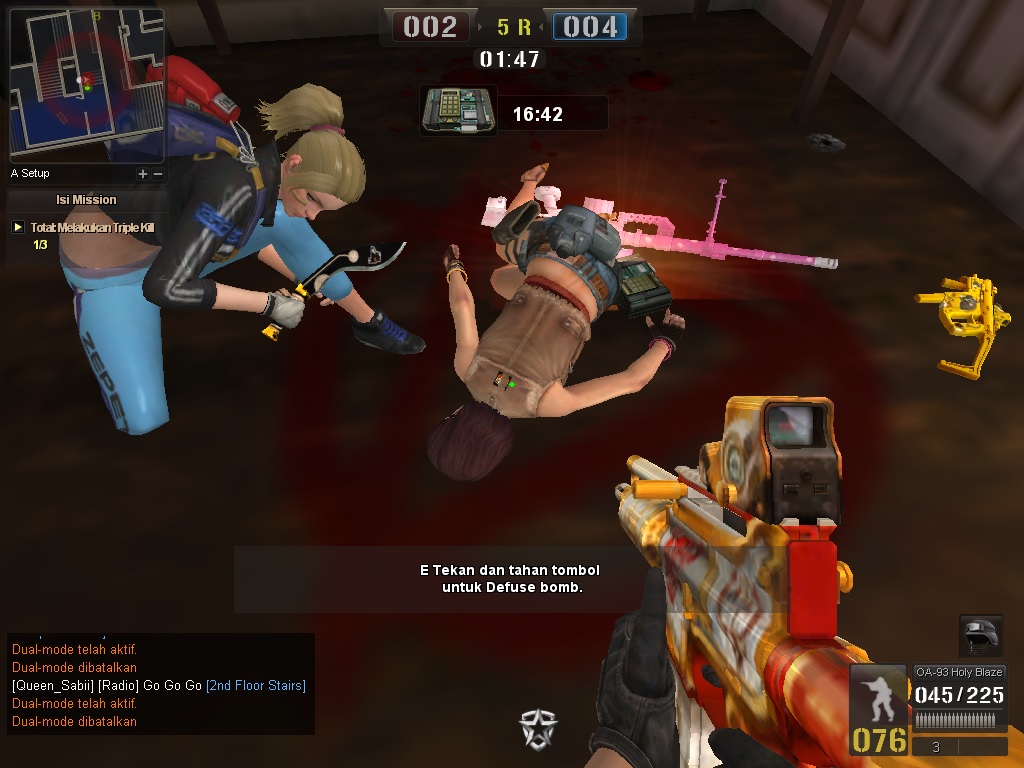 002 5 R 004
01:47
16:42
B
A Setup + −
Isi Mission
Total: Melakukan Triple Kill
1/3
ZEPE
E Tekan dan tahan tombol
untuk Defuse bomb.
Dual-mode telah aktif.
Dual-mode dibatalkan
[Queen_Sabii] [Radio] Go Go Go [2nd Floor Stairs]
Dual-mode telah aktif.
Dual-mode dibatalkan
OA-93 Holy Blaze
045/225
076
3